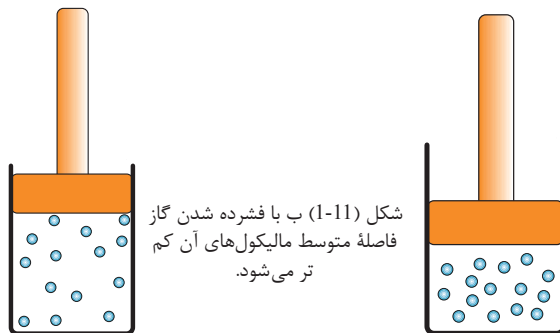 شکل (1-11) ب با فشرده شدن گاز
فاصلهٔ متوسط مالیکول‌های آن کم
تر می‌شود.